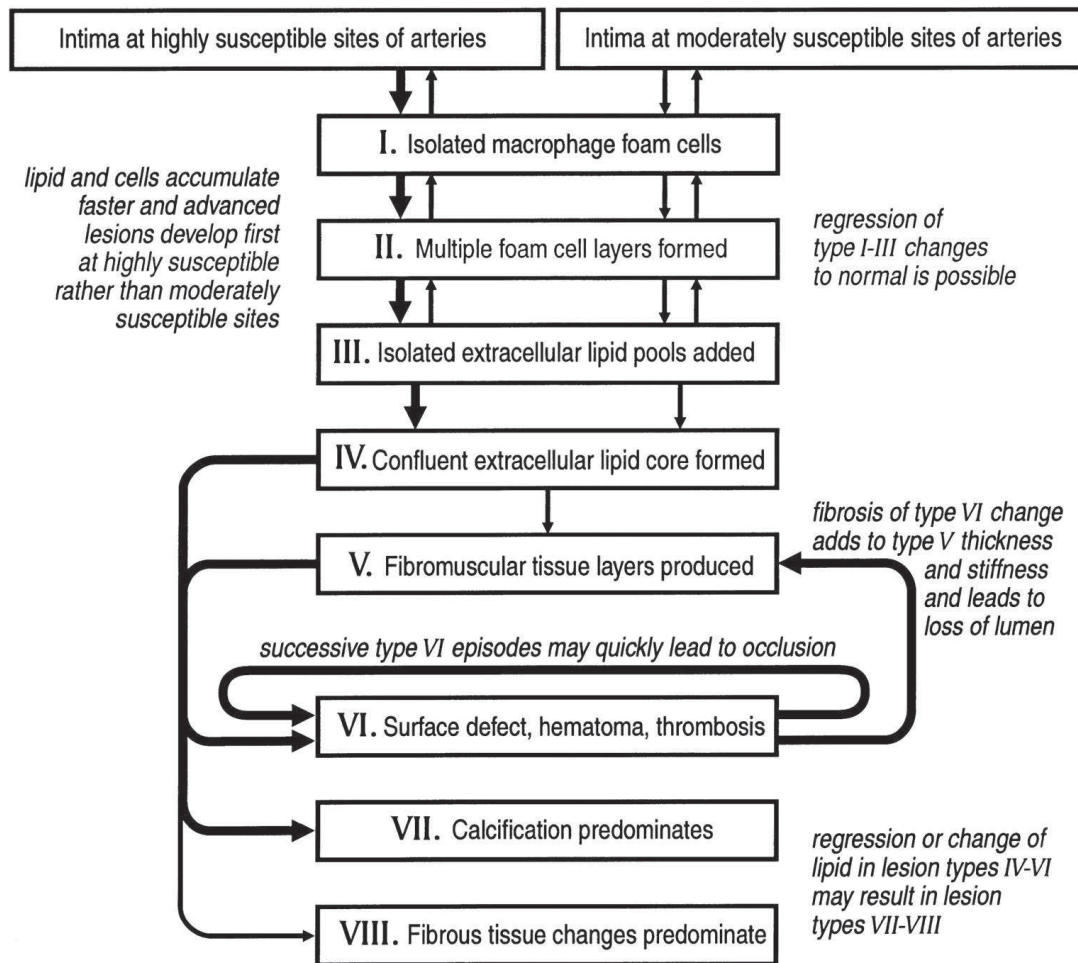 Intima at highly susceptible sites of arteries
Intima at moderately susceptible sites of arteries
I. Isolated macrophage foam cells
lipid and cells accumulate
faster and advanced
lesions develop first
at highly susceptible
rather than moderately
susceptible sites
II. Multiple foam cell layers formed
regression of
type I-III changes
to normal is possible
III. Isolated extracellular lipid pools added
IV. Confluent extracellular lipid core formed
V. Fibromuscular tissue layers produced
fibrosis of type VI change
adds to type V thickness
and stiffness
and leads to
loss of lumen
successive type VI episodes may quickly lead to occlusion
VI. Surface defect, hematoma, thrombosis
VII. Calcification predominates
regression or change of
lipid in lesion types IV-VI
may result in lesion
types VII-VIII
VIII. Fibrous tissue changes predominate